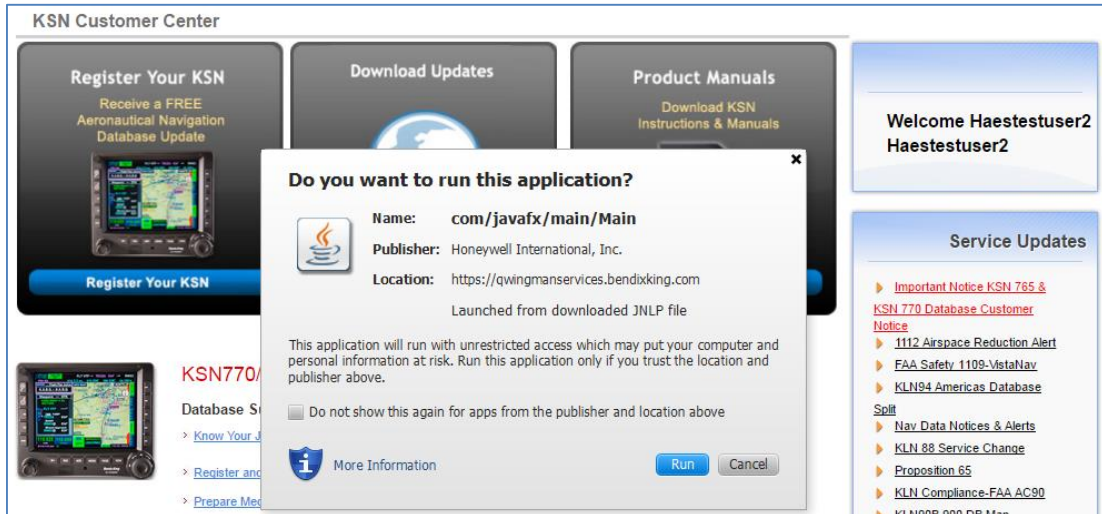 KSN Customer Center
Register Your KSN
Receive a FREE
Aeronautical Navigation
Database Update
Register Your KSN
Download Updates
Product Manuals
Download KSN
Instructions & Manuals
Do you want to run this application?
Name: com/javafx/main/Main
Publisher: Honeywell International, Inc.
Location: https://qwingmanservices.bendixking.com
Launched from downloaded JNLP file
This application will run with unrestricted access which may put your computer and
personal information at risk. Run this application only if you trust the location and
publisher above.
Do not show this again for apps from the publisher and location above
More Information
Run
Cancel
KSN770/
Database S
Know Your J
Register and
Prepare Med
Welcome Haestestuser2
Haestestuser2
Service Updates
Important Notice KSN 765 &
KSN 770 Database Customer
Notice
1112 Airspace Reduction Alert
FAA Safety 1109-VistaNav
KLN94 Americas Database
Split
Nav Data Notices & Alerts
KLN 88 Service Change
Proposition 65
KLN Compliance-FAA AC90